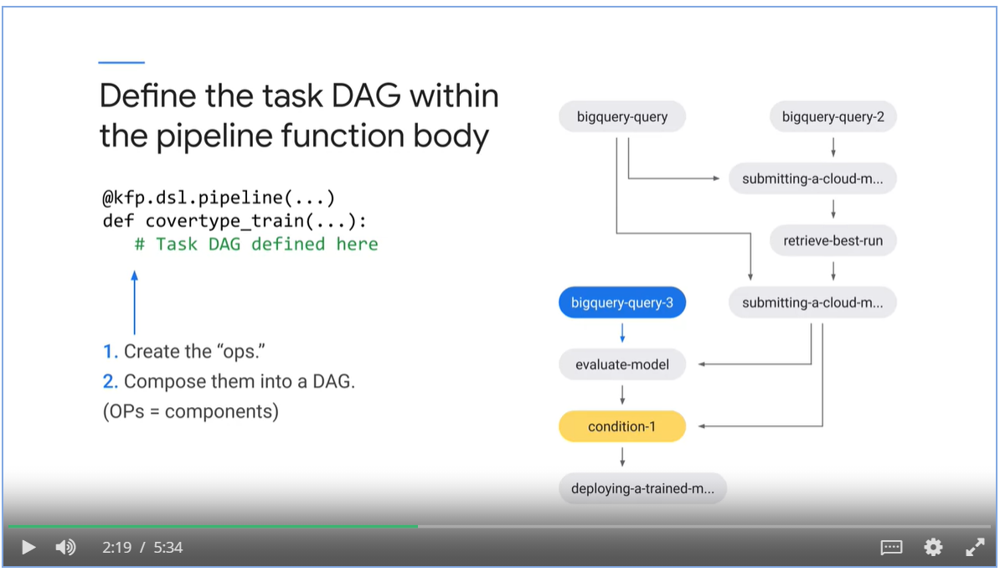 Define the task DAG within
the pipeline function body
@kfp.dsl.pipeline(...)
def covertype_train(...):
# Task DAG defined here
1. Create the “ops.”
2. Compose them into a DAG.
(OPs = components)
bigquery-query
bigquery-query-2
submitting-a-cloud-m...
retrieve-best-run
bigquery-query-3
submitting-a-cloud-m...
evaluate-model
condition-1
deploying-a-trained-m...
2:19 / 5:34